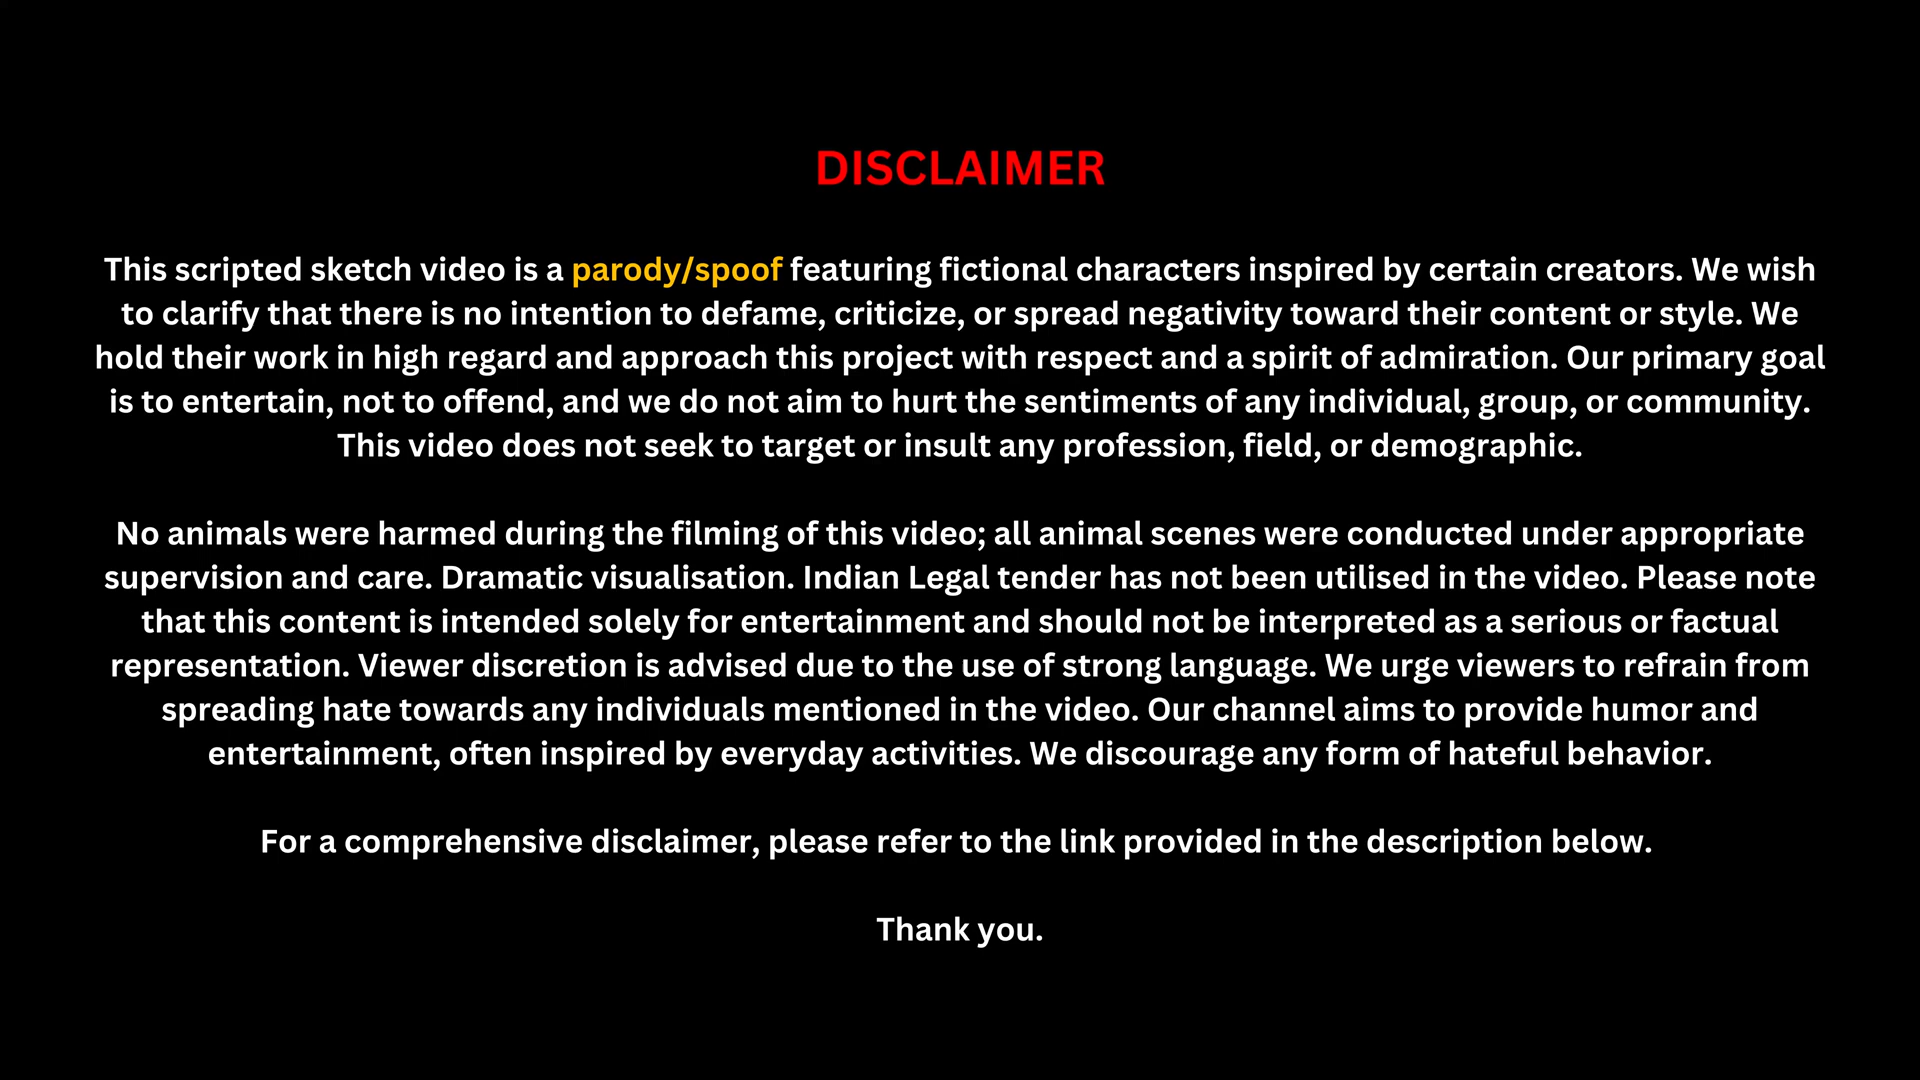 DISCLAIMER
This scripted sketch video is a parody/spoof featuring fictional characters inspired by certain creators. We wish
to clarify that there is no intention to defame, criticize, or spread negativity toward their content or style. We
hold their work in high regard and approach this project with respect and a spirit of admiration. Our primary goal
is to entertain, not to offend, and we do not aim to hurt the sentiments of any individual, group, or community.
This video does not seek to target or insult any profession, field, or demographic.
No animals were harmed during the filming of this video; all animal scenes were conducted under appropriate
supervision and care. Dramatic visualisation. Indian Legal tender has not been utilised in the video. Please note
that this content is intended solely for entertainment and should not be interpreted as a serious or factual
representation. Viewer discretion is advised due to the use of strong language. We urge viewers to refrain from
spreading hate towards any individuals mentioned in the video. Our channel aims to provide humor and
entertainment, often inspired by everyday activities. We discourage any form of hateful behavior.
For a comprehensive disclaimer, please refer to the link provided in the description below.
Thank you.